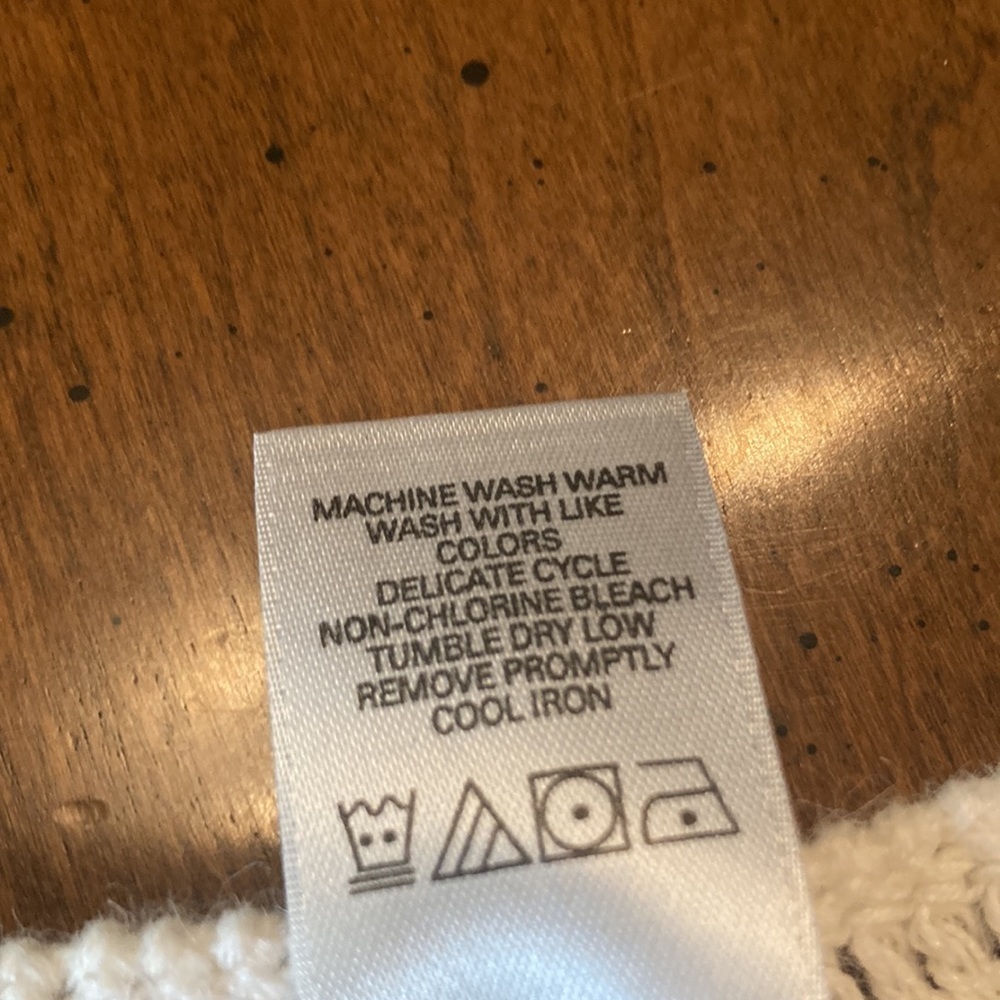 MACHINE WASH WARM
WASH WITH LIKE
COLORS
DELICATE CYCLE
NON-CHLORINE BLEACH
TUMBLE DRY LOW
REMOVE PROMPTLY
COOL IRON